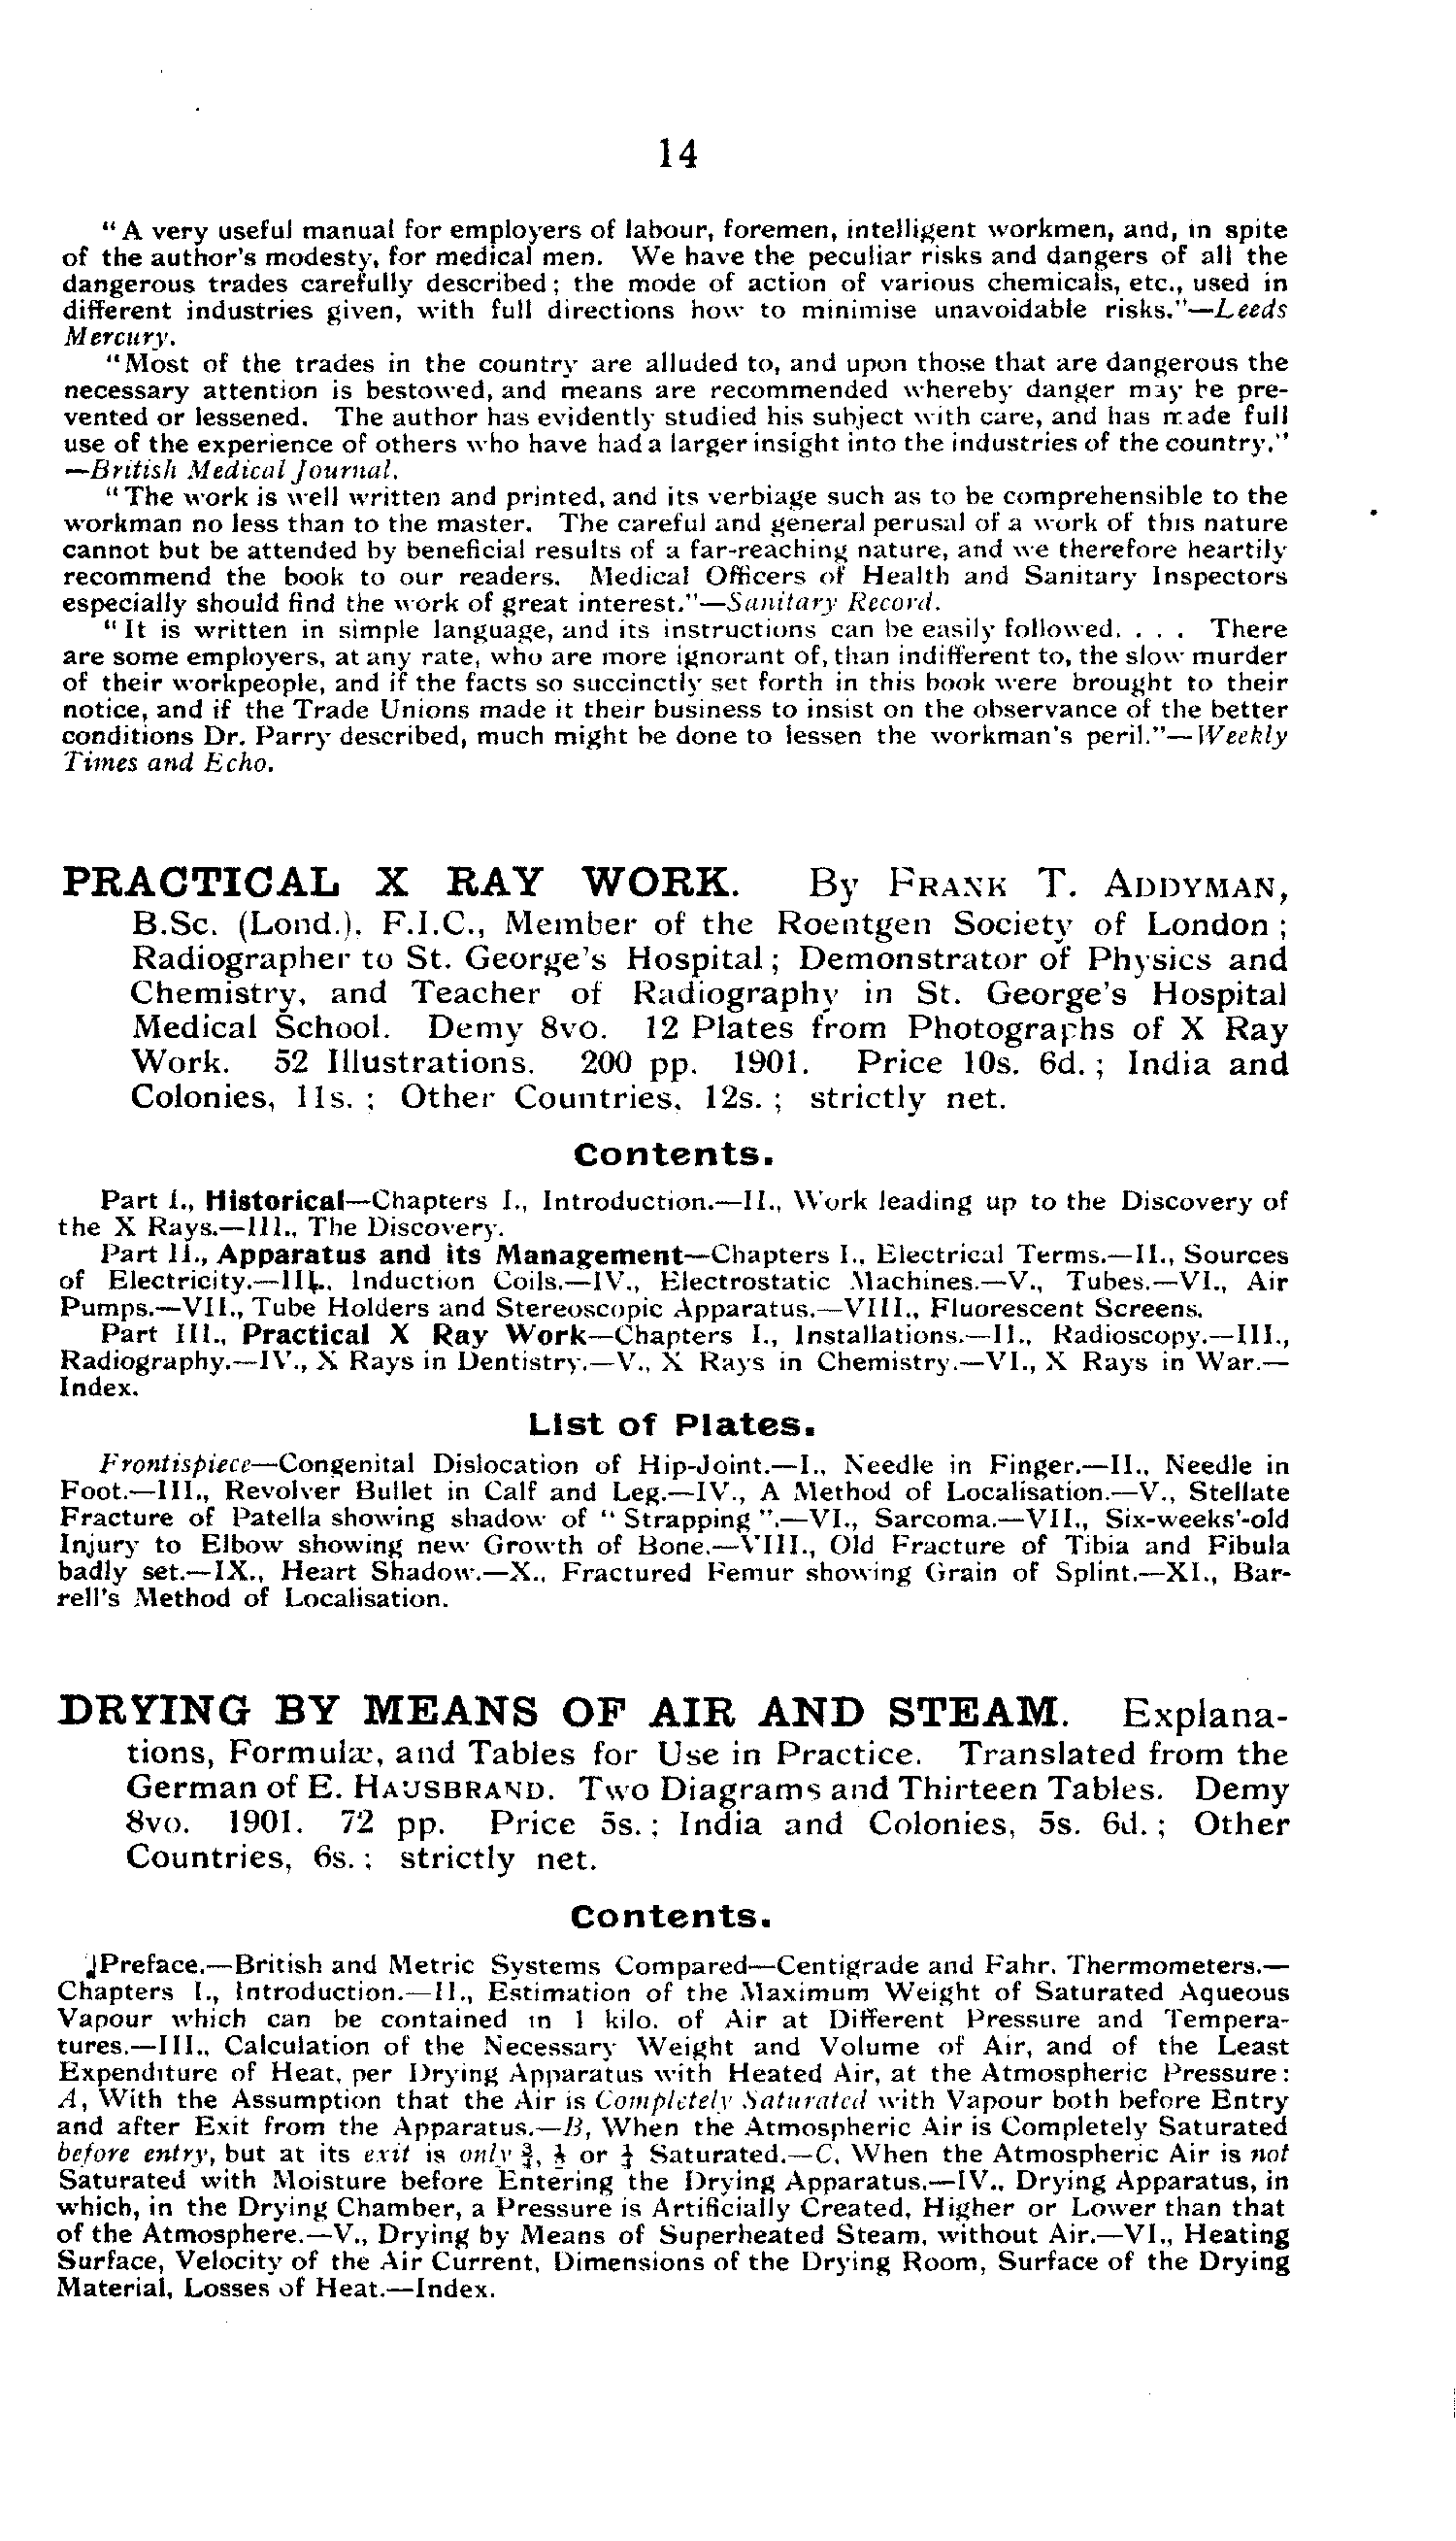 14
"A very useful manual for employers of labour, foremen, intelligent workmen, and, in spite
of the author's modesty, for medical men. We have the peculiar risks and dangers of all the
dangerous trades carefully described; the mode of action of various chemicals, etc., used in
different industries given, with full directions how to minimise unavoidable risks."—Leeds
Mercury.
"Most of the trades in the country are alluded to, and upon those that are dangerous the
necessary attention is bestowed, and means are recommended whereby danger may be pre-
vented or lessened. The author has evidently studied his subject with care, and has made full
use of the experience of others who have had a larger insight into the industries of the country."
—British Medical Journal.
"The work is well written and printed, and its verbiage such as to be comprehensible to the
workman no less than to the master. The careful and general perusal of a work of this nature
cannot but be attended by beneficial results of a far-reaching nature, and we therefore heartily
recommend the book to our readers. Medical Officers of Health and Sanitary Inspectors
especially should find the work of great interest."—Sanitary Record.
"It is written in simple language, and its instructions can be easily followed. . . . There
are some employers, at any rate, who are more ignorant of, than indifferent to, the slow murder
of their workpeople, and if the facts so succinctly set forth in this book were brought to their
notice, and if the Trade Unions made it their business to insist on the observance of the better
conditions Dr. Parry described, much might be done to lessen the workman's peril."—Weekly
Times and Echo.
PRACTICAL X RAY WORK. By FRANK T. ADDYMAN,
B.Sc. (Lond.), F.I.C., Member of the Roentgen Society of London;
Radiographer to St. George's Hospital; Demonstrator of Physics and
Chemistry, and Teacher of Radiography in St. George's Hospital
Medical School. Demy 8vo. 12 Plates from Photographs of X Ray
Work. 52 Illustrations. 200 pp. 1901. Price 10s. 6d.; India and
Colonies, 11s.; Other Countries, 12s.; strictly net.
Contents.
Part I., Historical—Chapters I., Introduction.—II., Work leading up to the Discovery of
the X Rays.—III., The Discovery.
Part II., Apparatus and its Management—Chapters I., Electrical Terms.—II., Sources
of Electricity.—III., Induction Coils.—IV., Electrostatic Machines.—V., Tubes.—VI., Air
Pumps.—VII., Tube Holders and Stereoscopic Apparatus.—VIII., Fluorescent Screens.
Part III., Practical X Ray Work—Chapters I., Installations.—II., Radioscopy.—III.,
Radiography.—IV., X Rays in Dentistry.—V., X Rays in Chemistry.—VI., X Rays in War.—
Index.
List of Plates.
Frontispiece—Congenital Dislocation of Hip-Joint.—I., Needle in Finger.—II., Needle in
Foot.—III., Revolver Bullet in Calf and Leg.—IV., A Method of Localisation.—V., Stellate
Fracture of Patella showing shadow of "Strapping".—VI., Sarcoma.—VII., Six-weeks'-old
Injury to Elbow showing new Growth of Bone.—VIII., Old Fracture of Tibia and Fibula
badly set.—IX., Heart Shadow.—X., Fractured Femur showing Grain of Splint.—XI., Bar-
rell's Method of Localisation.
DRYING BY MEANS OF AIR AND STEAM. Explana-
tions, Formulæ, and Tables for Use in Practice. Translated from the
German of E. HAUSBRAND. Two Diagrams and Thirteen Tables. Demy
8vo. 1901. 72 pp. Price 5s.; India and Colonies, 5s. 6d.; Other
Countries, 6s.; strictly net.
Contents.
Preface.—British and Metric Systems Compared—Centigrade and Fahr. Thermometers.—
Chapters I., Introduction.—II., Estimation of the Maximum Weight of Saturated Aqueous
Vapour which can be contained in 1 kilo. of Air at Different Pressure and Tempera-
tures.—III., Calculation of the Necessary Weight and Volume of Air, and of the Least
Expenditure of Heat, per Drying Apparatus with Heated Air, at the Atmospheric Pressure:
A, With the Assumption that the Air is Completely Saturated with Vapour both before Entry
and after Exit from the Apparatus.—B, When the Atmospheric Air is Completely Saturated
before entry, but at its exit is only ¾, ½ or ¼ Saturated.—C, When the Atmospheric Air is not
Saturated with Moisture before Entering the Drying Apparatus.—IV., Drying Apparatus, in
which, in the Drying Chamber, a Pressure is Artificially Created, Higher or Lower than that
of the Atmosphere.—V., Drying by Means of Superheated Steam, without Air.—VI., Heating
Surface, Velocity of the Air Current, Dimensions of the Drying Room, Surface of the Drying
Material, Losses of Heat.—Index.